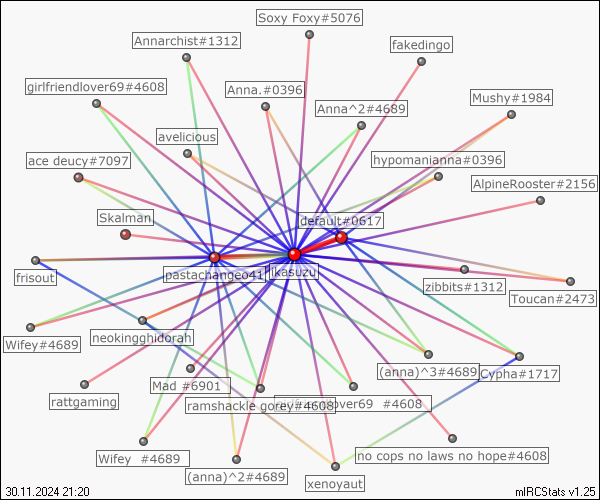 Soxy Foxy#5076
Annarchist#1312
fakedingo
girlfriendlover69#4608
Anna.#0396
Mushy#1984
Anna^2#4689
avelicious
ace deucy#7097
hypomanianna#0396
AlpineRooster#2156
Skalman
default#0617
frisout
pastachangeo41
ikasuzu
zibbits#1312
Toucan#2473
Wifey#4689
neokingghidorah
(anna)^3#4689
Cypha#1717
Mad #6901
rattgaming
ramshackle gorey#4608
#4608
no cops no laws no hope#4608
Wifey #4689
(anna)^2#4689
xenoyaut
30.11.2024 21:20
mIRCStats v1.25